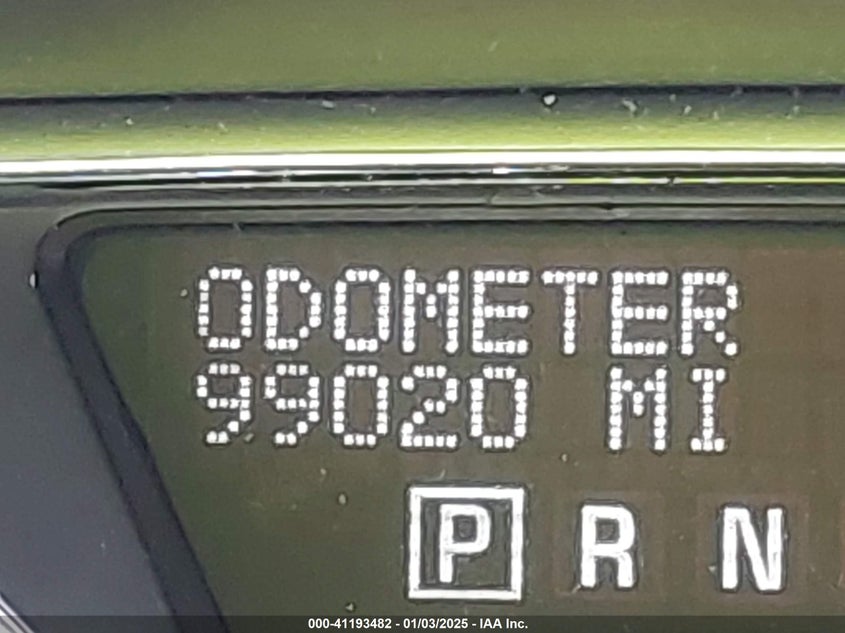 ODOMETER
99020 MI
P R N
000-41193482 - 01/03/2025 - IAA Inc.